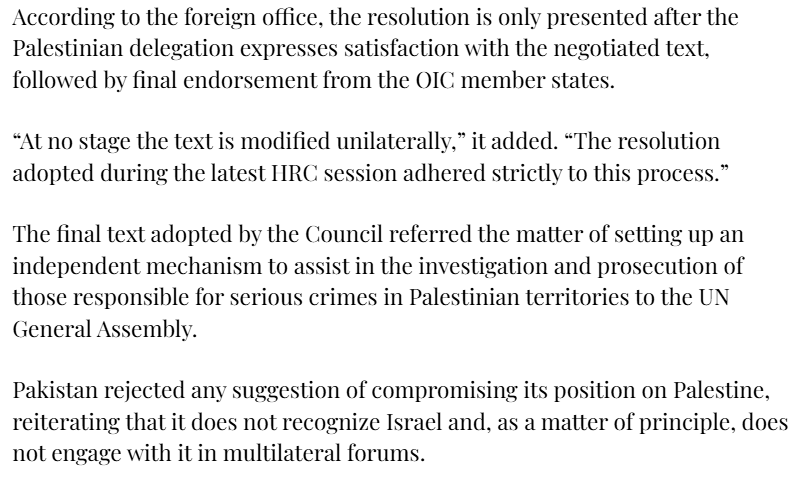 According to the foreign office, the resolution is only presented after the
Palestinian delegation expresses satisfaction with the negotiated text,
followed by final endorsement from the OIC member states.
“At no stage the text is modified unilaterally,” it added. “The resolution
adopted during the latest HRC session adhered strictly to this process.”
The final text adopted by the Council referred the matter of setting up an
independent mechanism to assist in the investigation and prosecution of
those responsible for serious crimes in Palestinian territories to the UN
General Assembly.
Pakistan rejected any suggestion of compromising its position on Palestine,
reiterating that it does not recognize Israel and, as a matter of principle, does
not engage with it in multilateral forums.